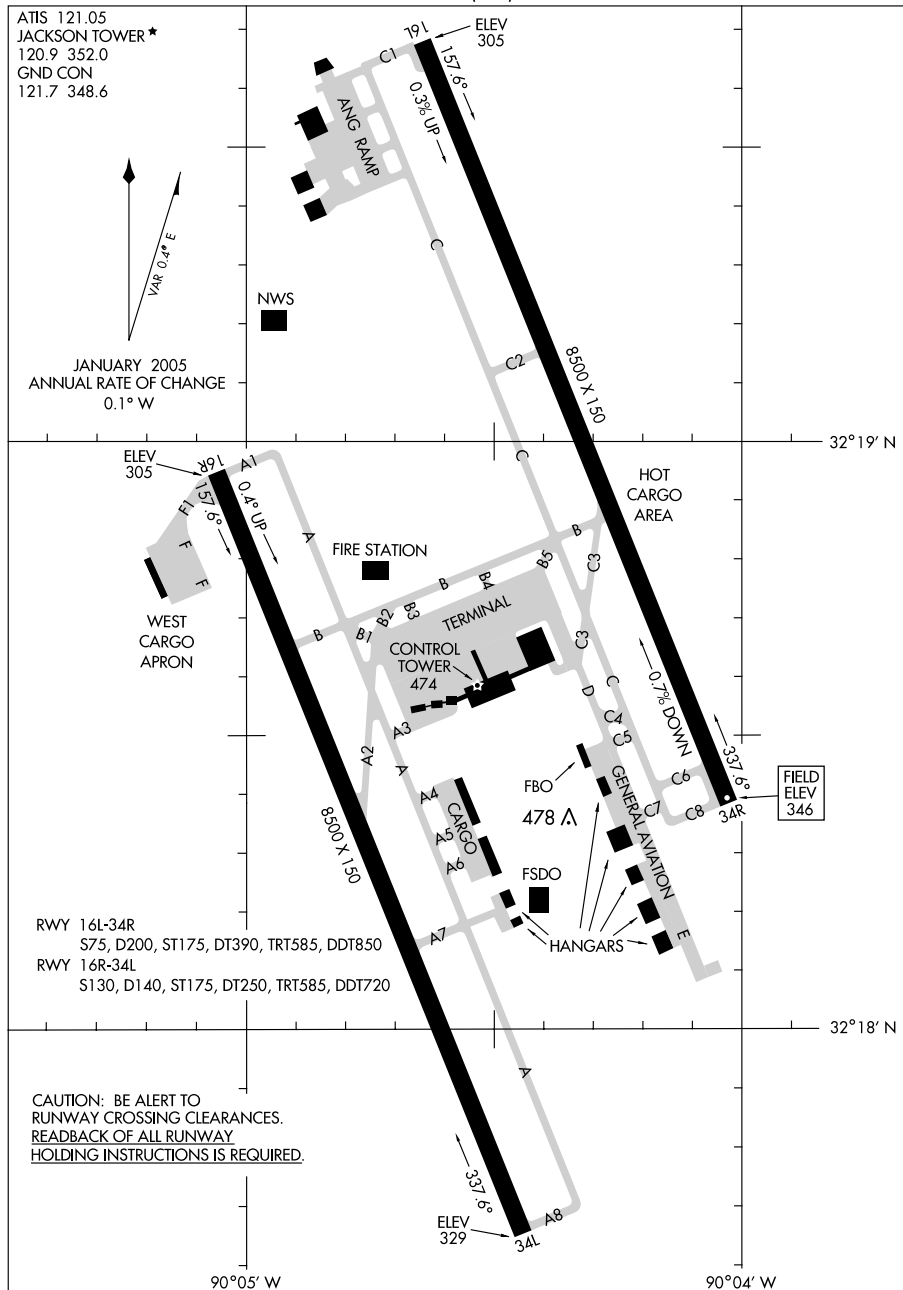 ATIS 121.05
JACKSON TOWER★
120.9 352.0
GND CON
121.7 348.6
VAR 0.4° E
JANUARY 2005
ANNUAL RATE OF CHANGE
0.1° W
16L
ELEV
305
157.6°
0.3% UP
C1
ANG RAMP
C
NWS
C2
8500 X 150
C
32°19' N
ELEV
305
16R
157.6°
0.4° UP
A1
F1
F
F
A
WEST
CARGO
APRON
FIRE STATION
HOT
CARGO
AREA
B
B1
B2
B3
B
B4
B5
B
C3
TERMINAL
CONTROL
TOWER
474
C3
D
C
C4
C5
0.7% DOWN
337.6°
34R
FIELD
ELEV
346
C6
C7
C8
A2
A3
A
A4
A5
A6
A7
CARGO
8500 X 150
FBO
478
GENERAL AVIATION
FSDO
HANGARS
E
RWY 16L-34R
S75, D200, ST175, DT390, TRT585, DDT850
RWY 16R-34L
S130, D140, ST175, DT250, TRT585, DDT720
32°18' N
A
CAUTION: BE ALERT TO
RUNWAY CROSSING CLEARANCES.
READBACK OF ALL RUNWAY
HOLDING INSTRUCTIONS IS REQUIRED.
337.6°
ELEV
329
34L
A8
90°05' W
90°04' W